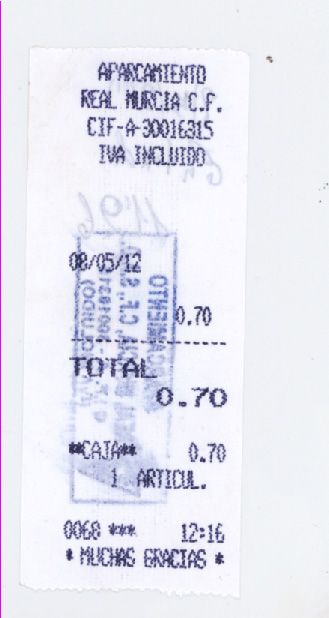 APARCAMIENTO
REAL MURCIA C.F.
CIF-A-30016315
IVA INCLUIDO
08/05/12
0.70
TOTAL
0.70
**CAJA** 0.70
1 ARTICUL.
0068 *** 12:16
* MUCHAS GRACIAS *